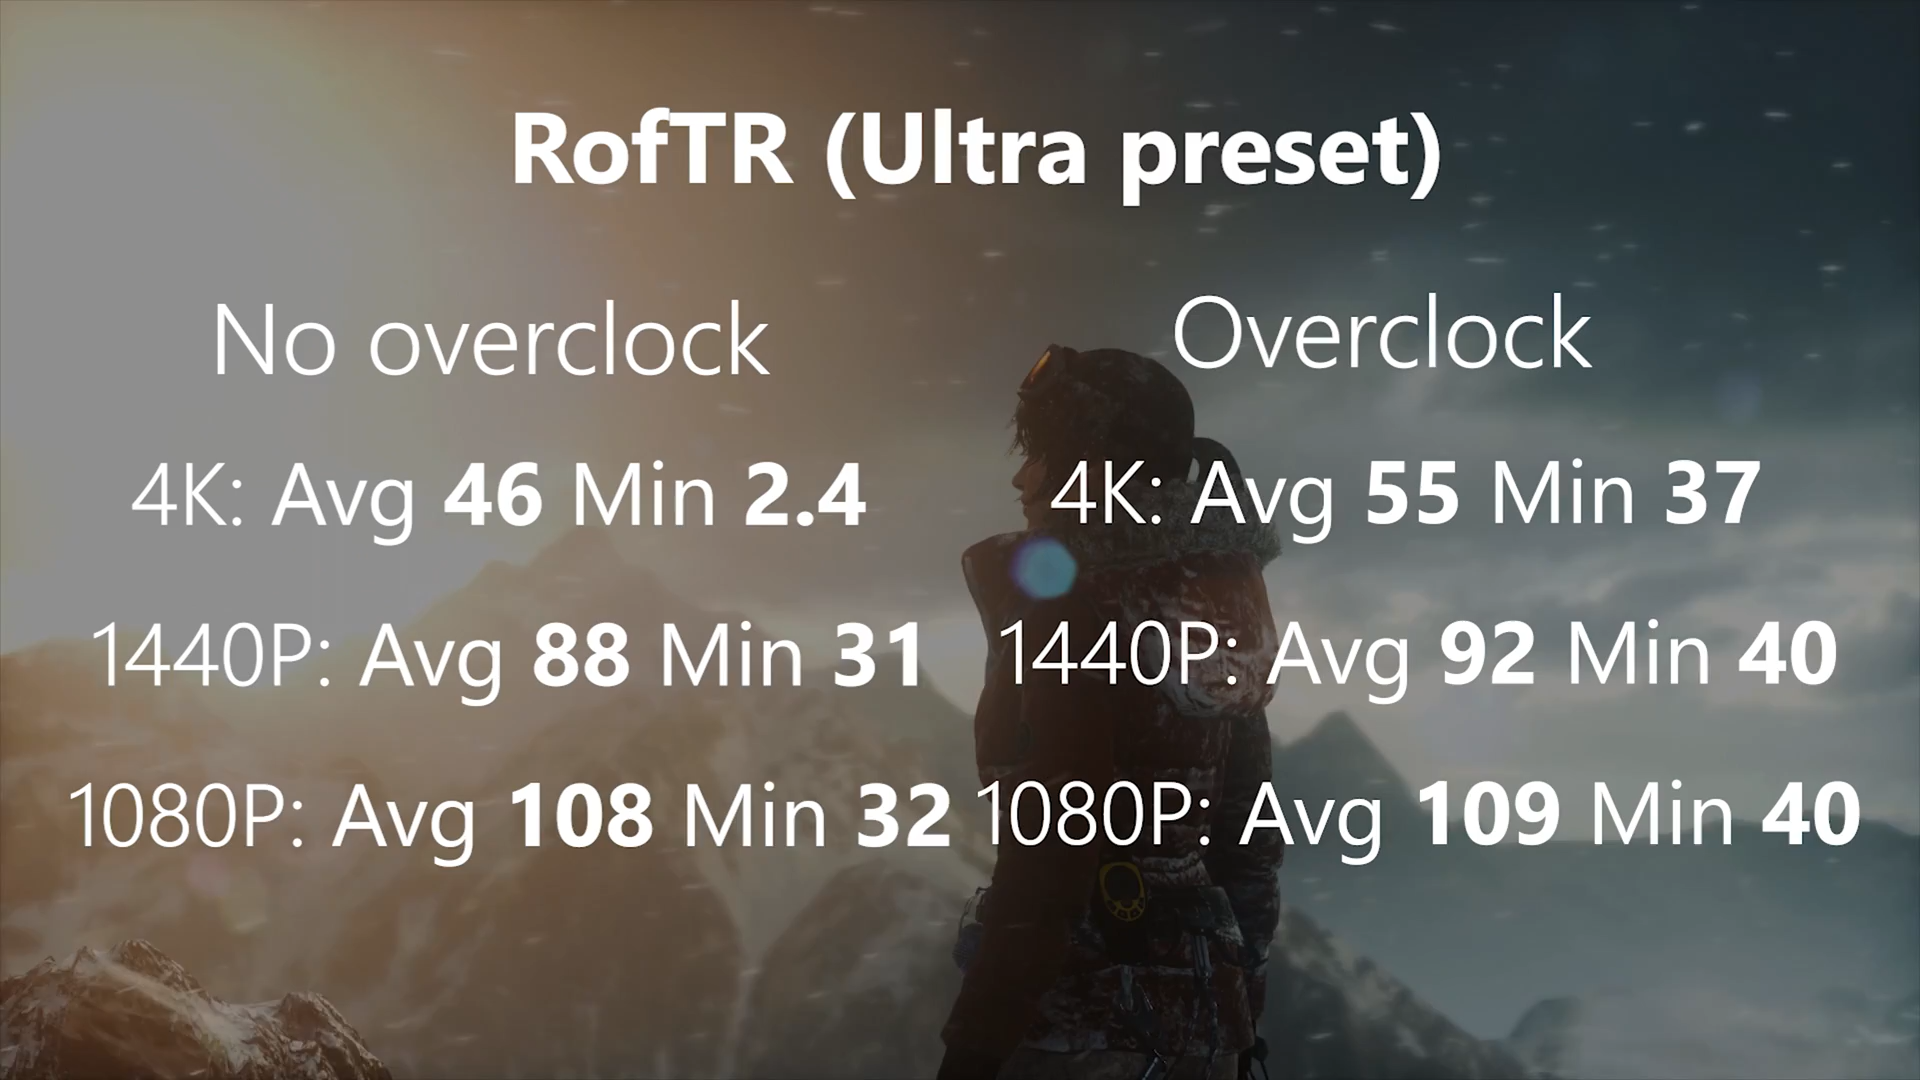 RofTR (Ultra preset)
No overclock
4K: Avg 46 Min 2.4
1440P: Avg 88 Min 31
1080P: Avg 108 Min 32
Overclock
4K: Avg 55 Min 37
1440P: Avg 92 Min 40
1080P: Avg 109 Min 40